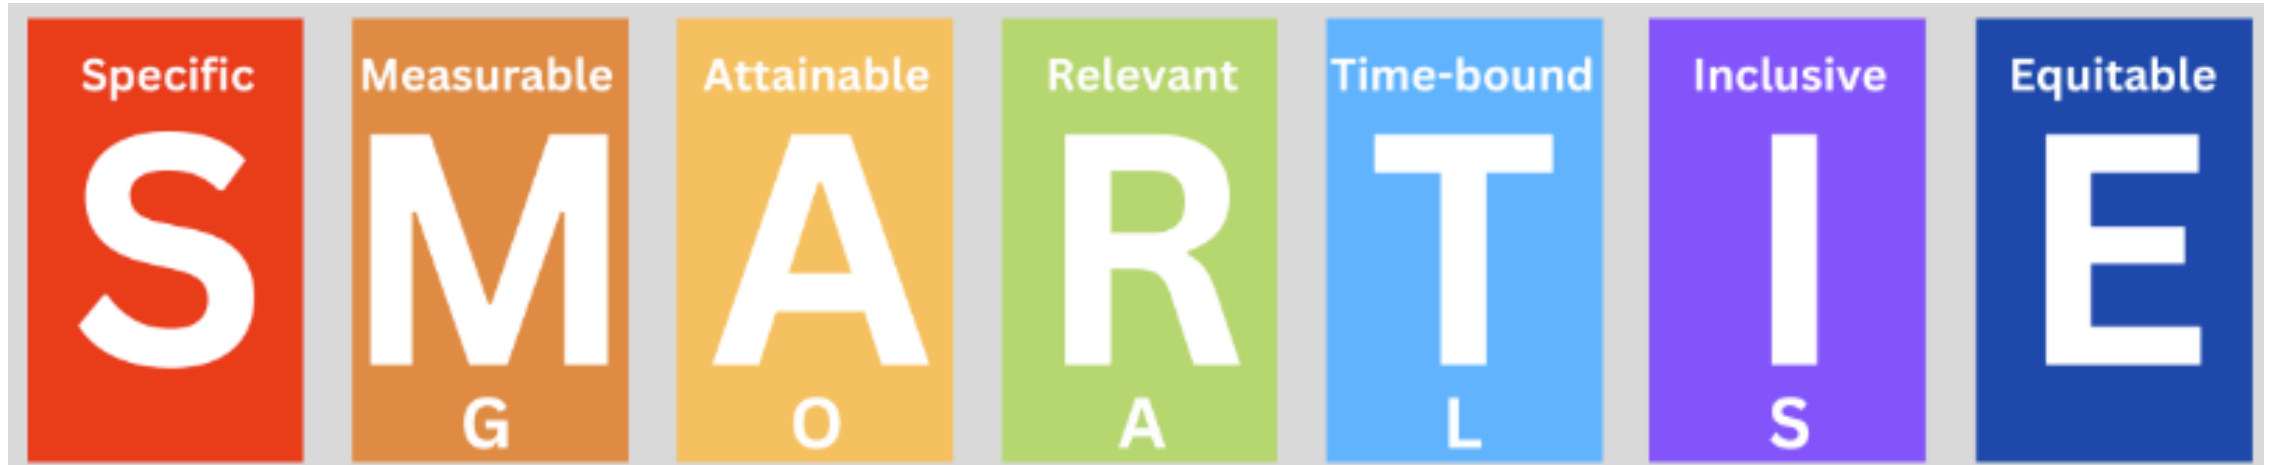 Specific Measurable Attainable Relevant Time-bound Inclusive Equitable
S M A R T I E
G O A L S